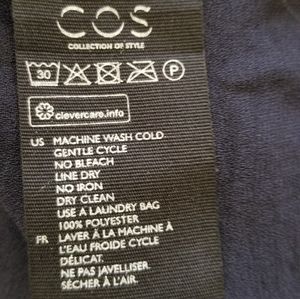 COS
COLLECTION OF STYLE
30 P
clevercare.info
US MACHINE WASH COLD
GENTLE CYCLE
NO BLEACH
LINE DRY
NO IRON
DRY CLEAN
USE A LAUNDRY BAG
100% POLYESTER
FR LAVER À LA MACHINE À
L'EAU FROIDE CYCLE
DÉLICAT.
NE PAS JAVELLISER.
SÉCHER À L'AIR.